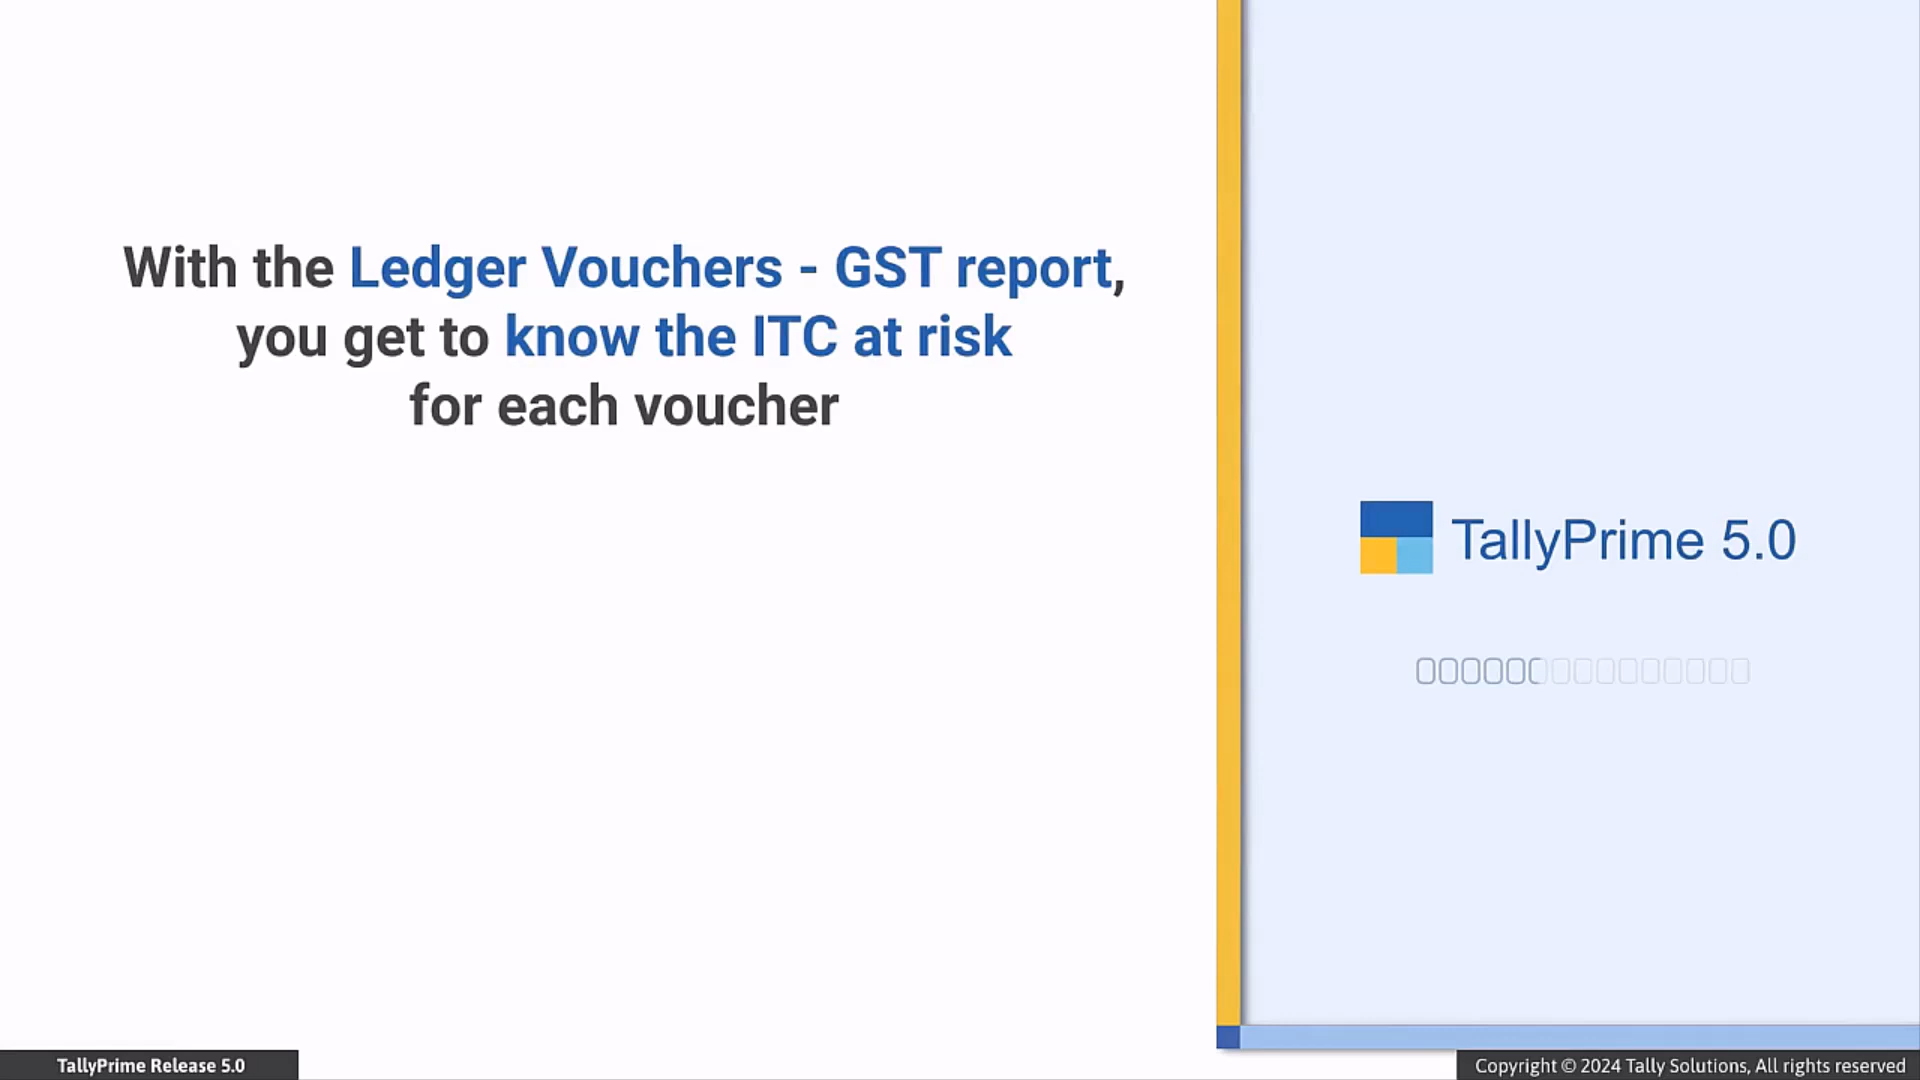 With the Ledger Vouchers - GST report,
you get to know the ITC at risk
for each voucher
TallyPrime 5.0
TallyPrime Release 5.0
Copyright © 2024 Tally Solutions, All rights reserved